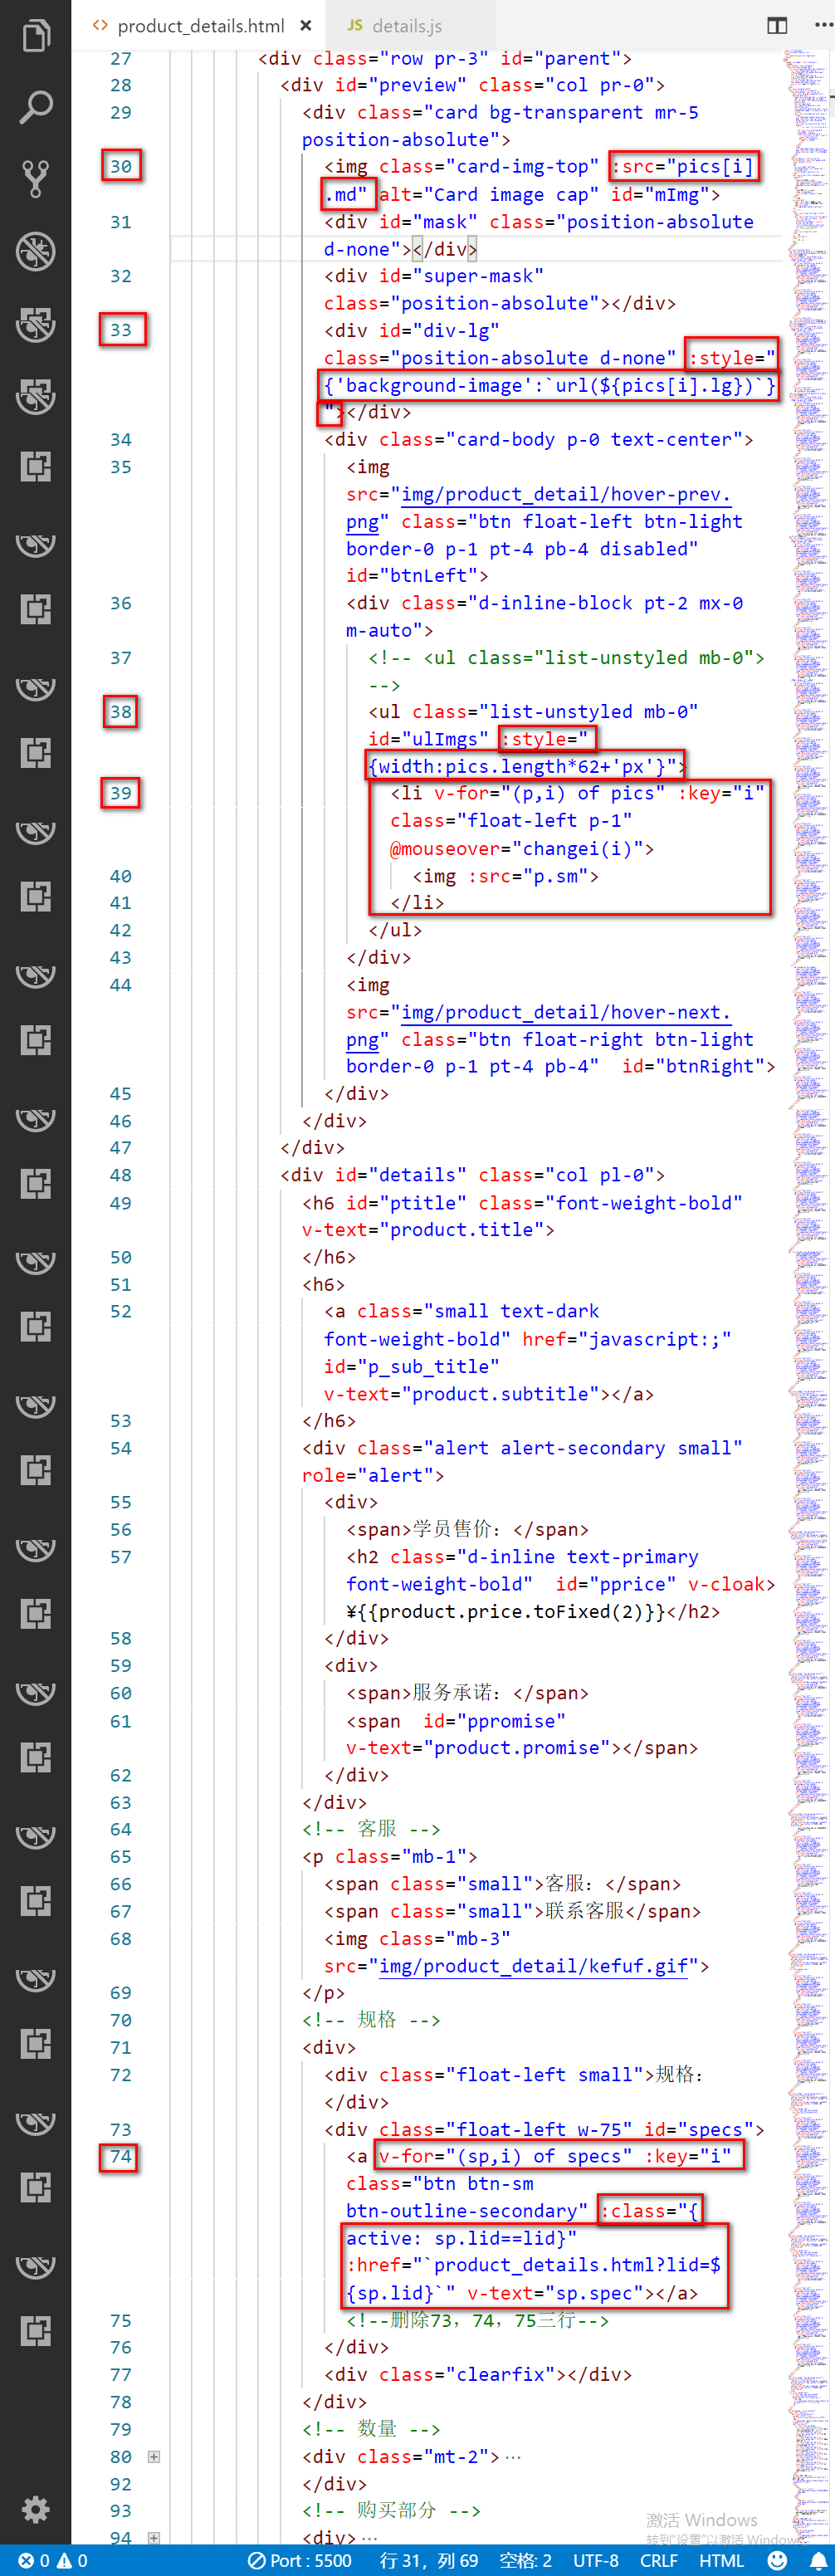 product_details.html ×
JS details.js
27 <div class="row pr-3" id="parent">
28 <div id="preview" class="col pr-0">
29 <div class="card bg-transparent mr-5
position-absolute">
30 <img class="card-img-top" :src="pics[i]
.md" alt="Card image cap" id="mImg">
31 <div id="mask" class="position-absolute
d-none"></div>
32 <div id="super-mask"
class="position-absolute"></div>
33 <div id="div-lg"
class="position-absolute d-none" :style="
{'background-image':`url(${pics[i].lg})`}
"></div>
34 <div class="card-body p-0 text-center">
35 <img
src="img/product_detail/hover-prev.
png" class="btn float-left btn-light
border-0 p-1 pt-4 pb-4 disabled"
id="btnLeft">
36 <div class="d-inline-block pt-2 mx-0
m-auto">
37 <!-- <ul class="list-unstyled mb-0">
-->
38 <ul class="list-unstyled mb-0"
id="ulImgs" :style="
{width:pics.length*62+'px'}">
39 <li v-for="(p,i) of pics" :key="i"
class="float-left p-1"
@mouseover="changei(i)">
40 <img :src="p.sm">
41 </li>
42 </ul>
43 </div>
44 <img
src="img/product_detail/hover-next.
png" class="btn float-right btn-light
border-0 p-1 pt-4 pb-4"  id="btnRight">
45 </div>
46 </div>
47 </div>
48 <div id="details" class="col pl-0">
49 <h6 id="ptitle" class="font-weight-bold"
v-text="product.title">
50 </h6>
51 <h6>
52 <a class="small text-dark
font-weight-bold" href="javascript:;"
id="p_sub_title"
v-text="product.subtitle"></a>
53 </h6>
54 <div class="alert alert-secondary small"
role="alert">
55 <div>
56 <span>学员售价：</span>
57 <h2 class="d-inline text-primary
font-weight-bold"  id="pprice" v-cloak>
¥{{product.price.toFixed(2)}}</h2>
58 </div>
59 <div>
60 <span>服务承诺：</span>
61 <span  id="ppromise"
v-text="product.promise"></span>
62 </div>
63 </div>
64 <!-- 客服 -->
65 <p class="mb-1">
66 <span class="small">客服：</span>
67 <span class="small">联系客服</span>
68 <img class="mb-3"
src="img/product_detail/kefuf.gif">
69 </p>
70 <!-- 规格 -->
71 <div>
72 <div class="float-left small">规格：
</div>
73 <div class="float-left w-75" id="specs">
74 <a v-for="(sp,i) of specs" :key="i"
class="btn btn-sm
btn-outline-secondary" :class="{
active: sp.lid==lid}"
:href="`product_details.html?lid=$
{sp.lid}`" v-text="sp.spec"></a>
75 <!--删除73，74，75三行-->
76 </div>
77 <div class="clearfix"></div>
78 </div>
79 <!-- 数量 -->
80 <div class="mt-2">…
92 </div>
93 <!-- 购买部分 -->
94 <div>…
激活 Windows
转到"设置"以激活 Windows
0 0 Port : 5500 行 31，列 69 空格: 2 UTF-8 CRLF HTML